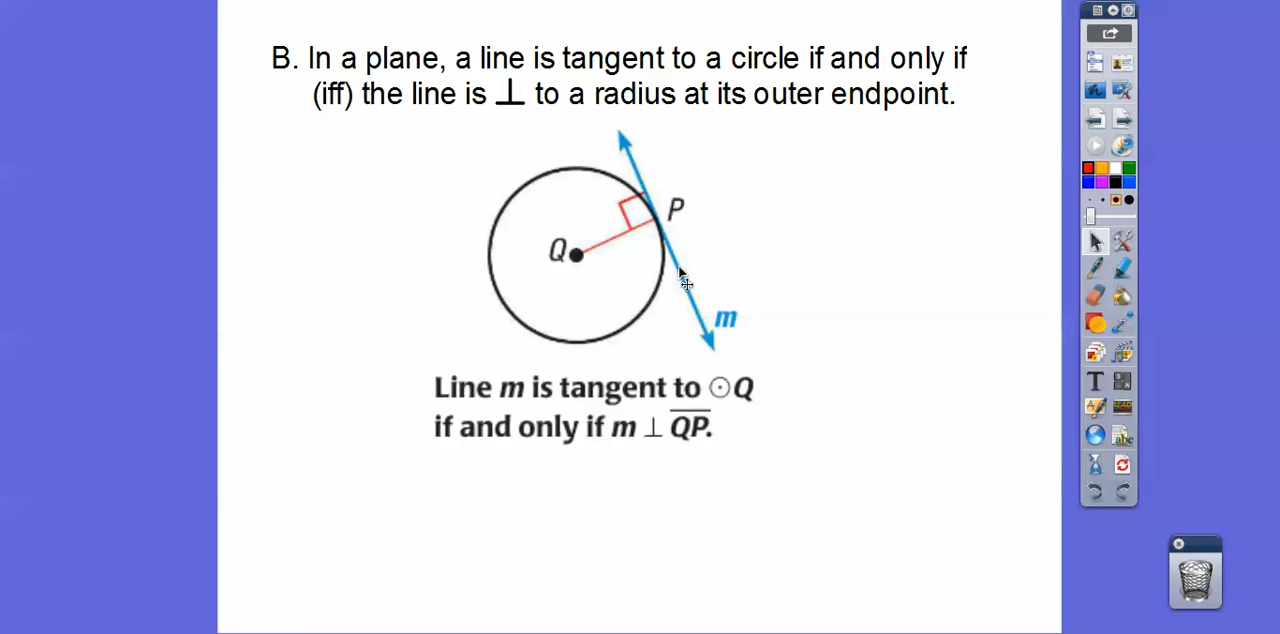 B. In a plane, a line is tangent to a circle if and only if
(iff) the line is ⊥ to a radius at its outer endpoint.
P
Q
m
Line m is tangent to ⊙Q
if and only if m ⊥ Q̅P̅.